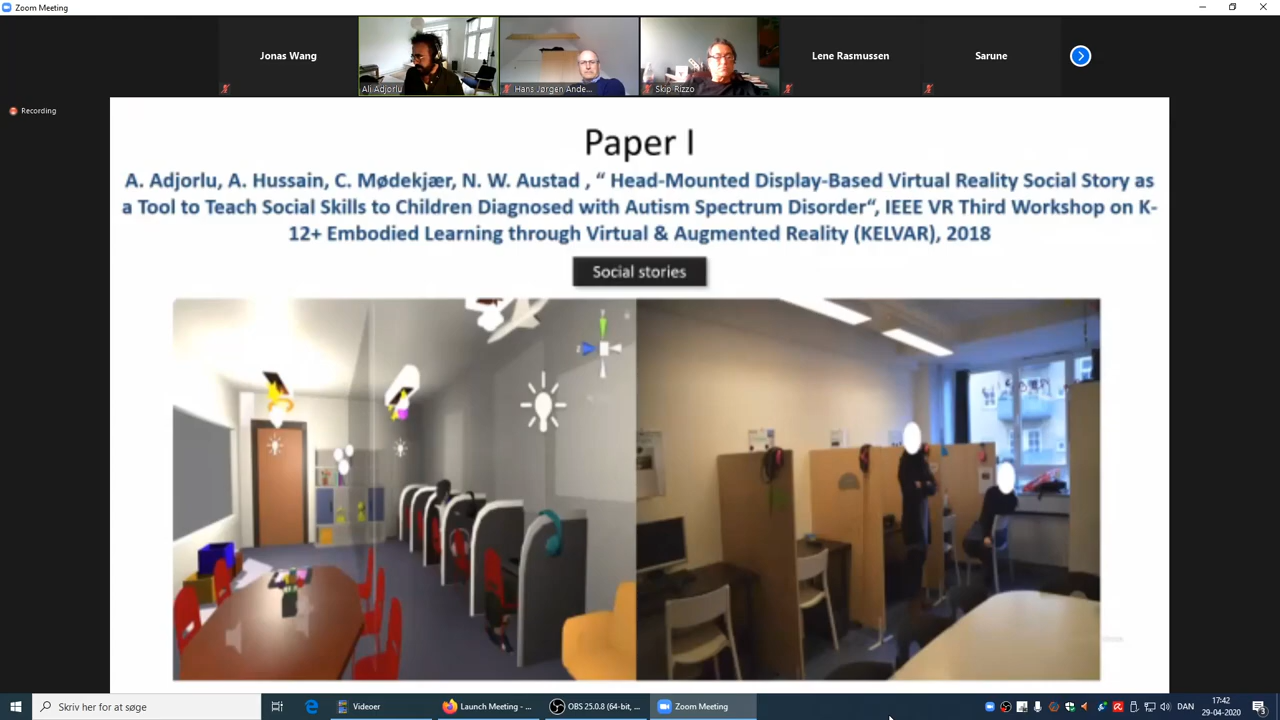 Zoom Meeting
Jonas Wang
Ali Adjorlu
Hans Jørgen Ande...
Skip Rizzo
Lene Rasmussen
Sarune
Recording
Paper I
A. Adjorlu, A. Hussain, C. Mødekjær, N. W. Austad , “ Head-Mounted Display-Based Virtual Reality Social Story as
a Tool to Teach Social Skills to Children Diagnosed with Autism Spectrum Disorder“, IEEE VR Third Workshop on K-
12+ Embodied Learning through Virtual & Augmented Reality (KELVAR), 2018
Social stories
Skriv her for at søge
Videoer
Launch Meeting - ...
OBS 25.0.8 (64-bit, ...
Zoom Meeting
DAN
17:42
29-04-2020